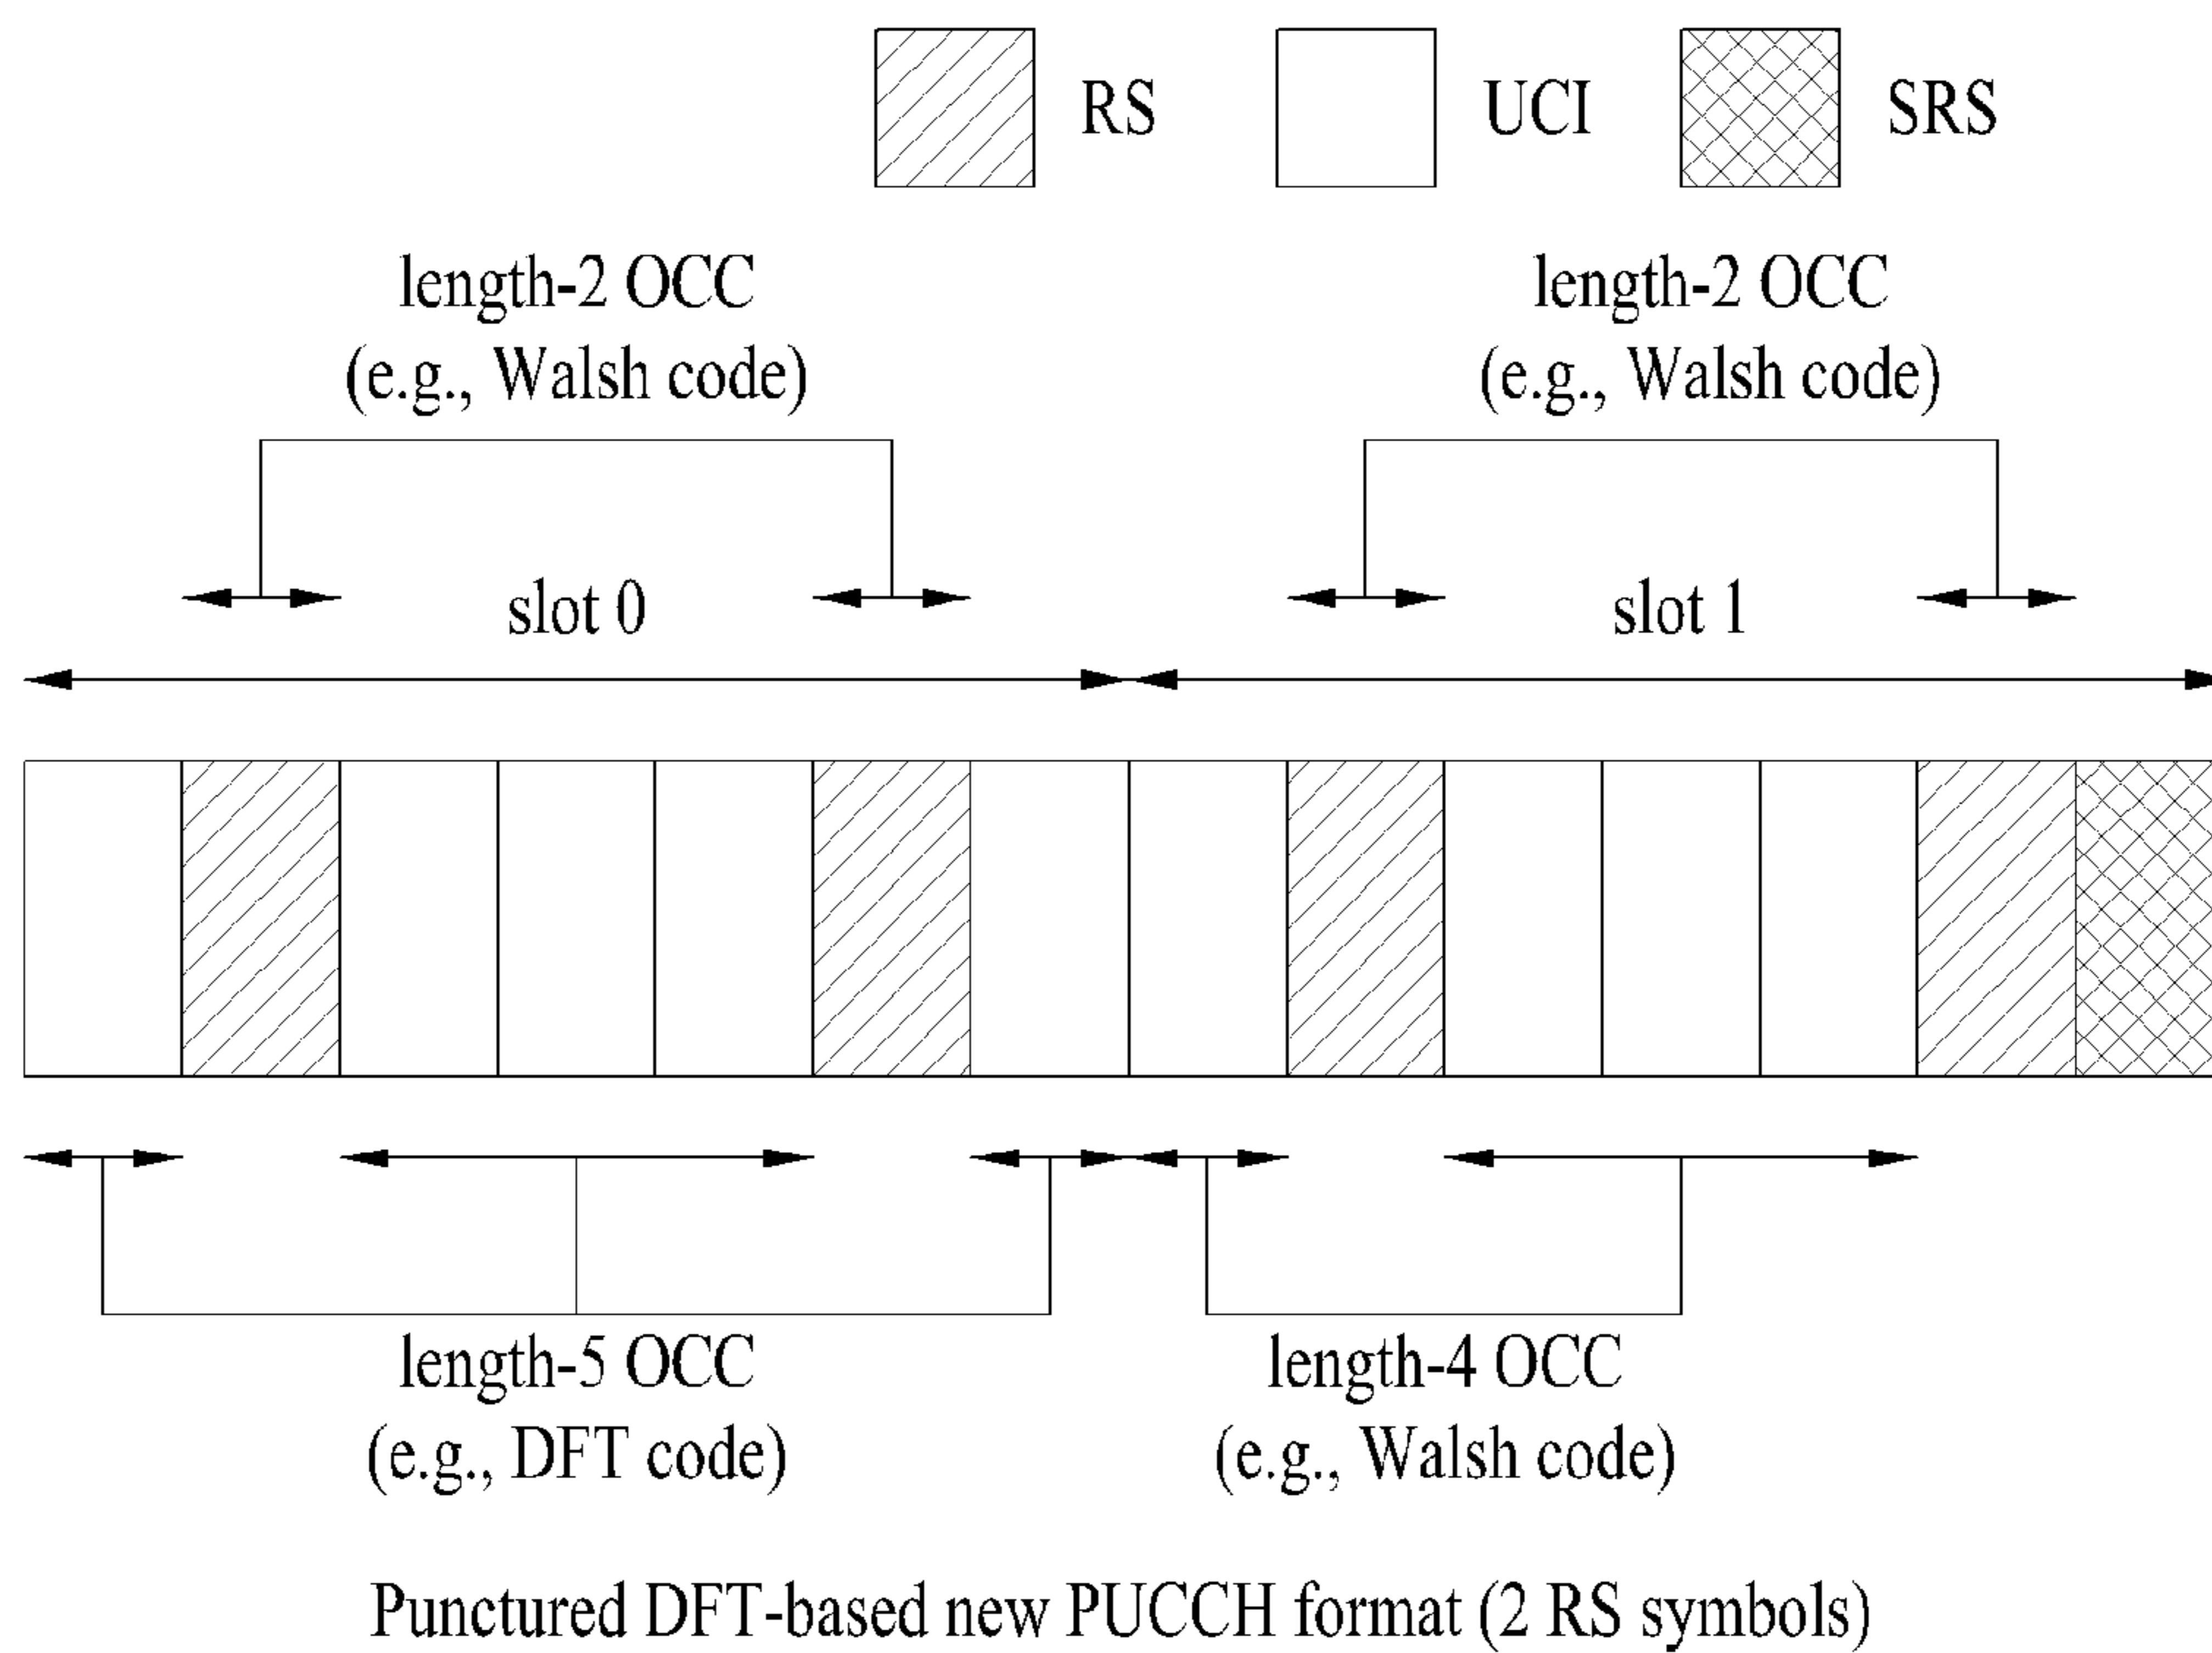 RS
UCI
SRS
length-2 OCC
(e.g., Walsh code)
length-2 OCC
(e.g., Walsh code)
slot 0
slot 1
length-5 OCC
(e.g., DFT code)
length-4 OCC
(e.g., Walsh code)
Punctured DFT-based new PUCCH format (2 RS symbols)